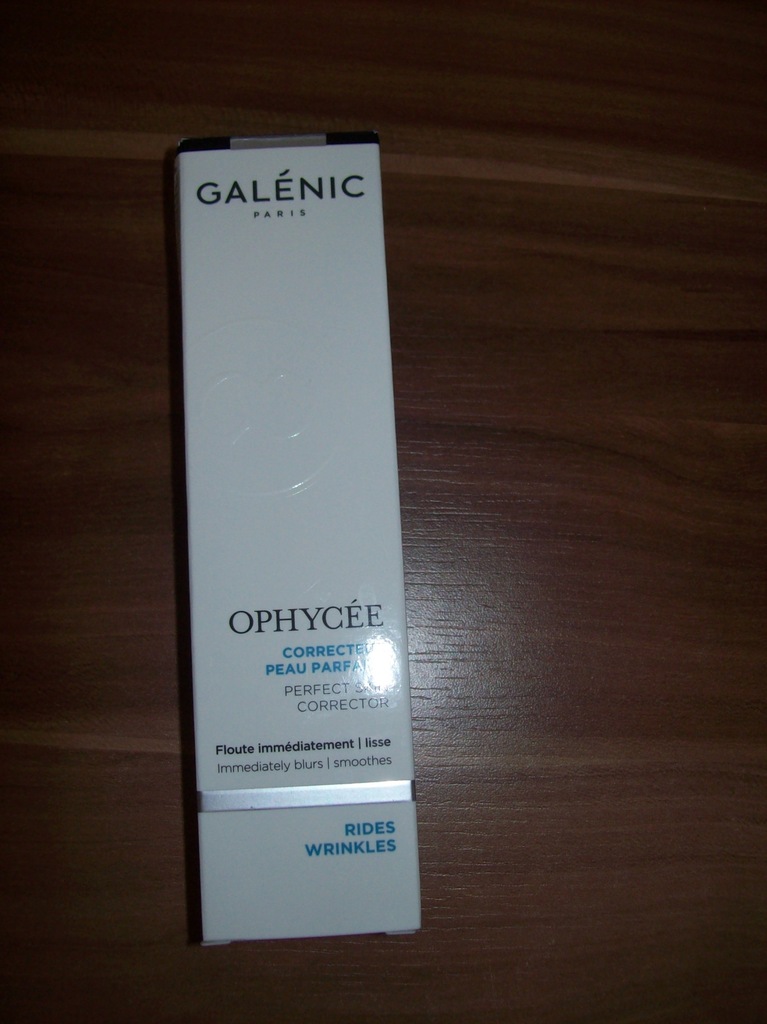 GALÉNIC
PARIS
OPHYCÉE
PEAU
PERFECT
CORRECTOR
Floute immédiatement | lisse
Immediately blurs | smoothes
RIDES
WRINKLES